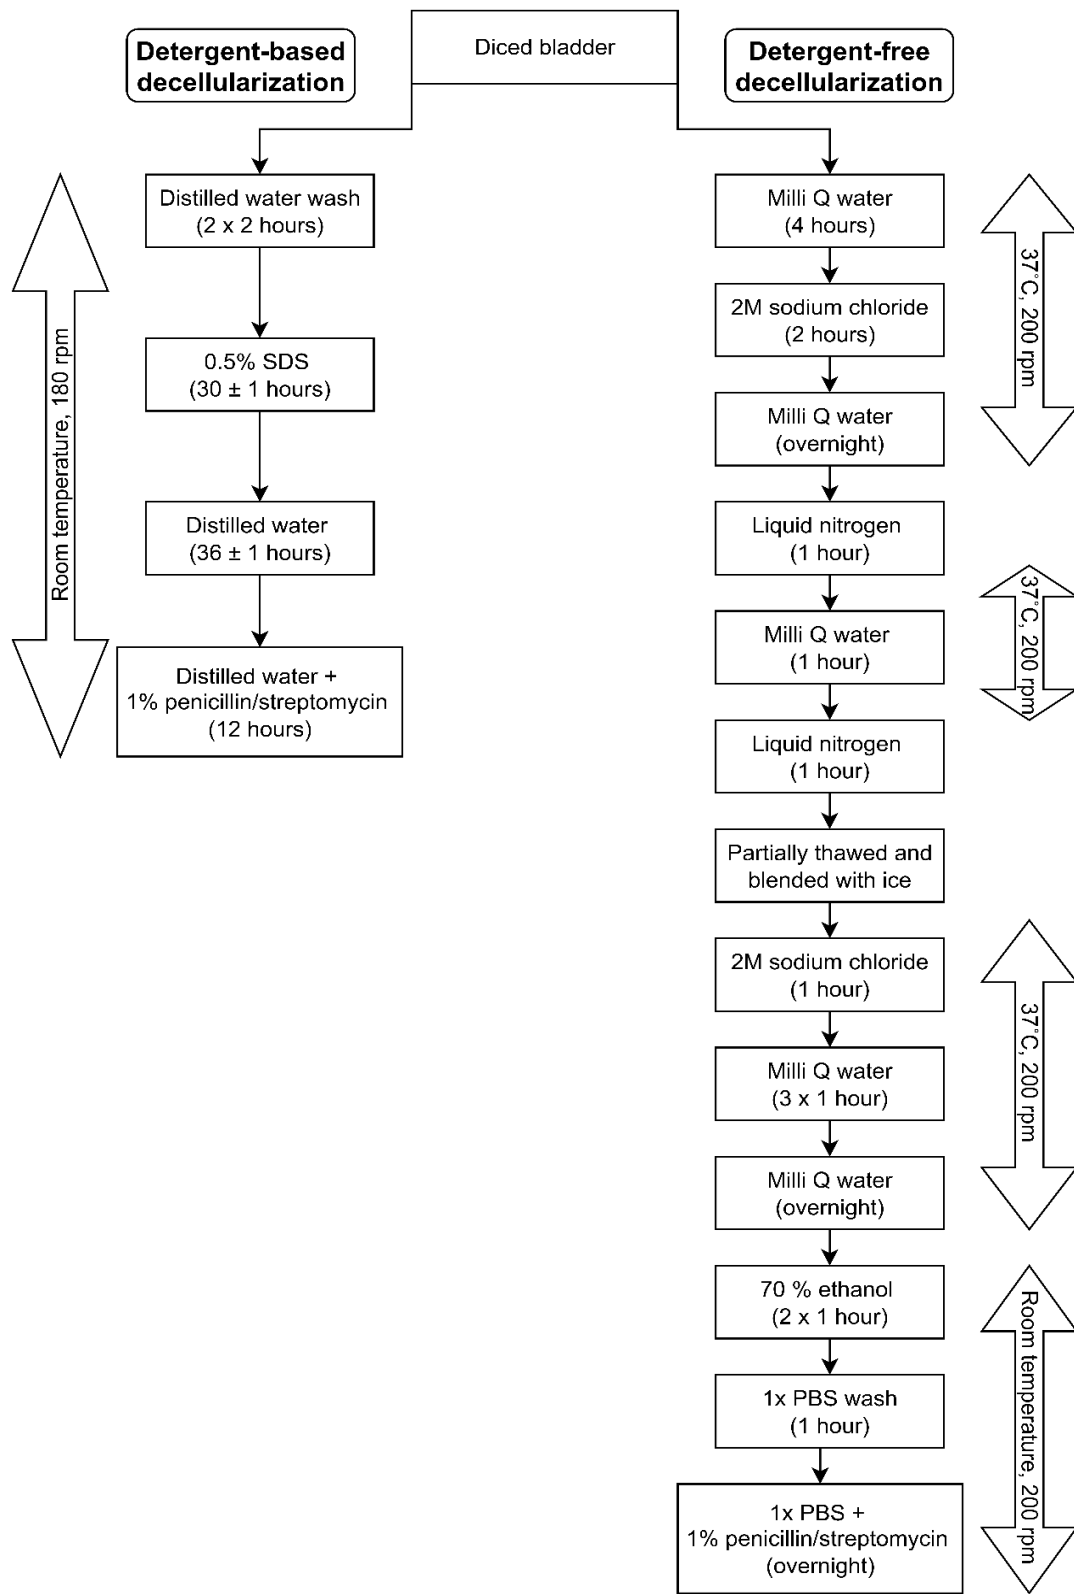 Diced bladder
Detergent-based
decellularization
Room temperature, 180 rpm
Distilled water wash
(2 x 2 hours)
0.5% SDS
(30 ± 1 hours)
Distilled water
(36 ± 1 hours)
Distilled water +
1% penicillin/streptomycin
(12 hours)
Detergent-free
decellularization
Milli Q water
(4 hours)
2M sodium chloride
(2 hours)
Milli Q water
(overnight)
37°C, 200 rpm
Liquid nitrogen
(1 hour)
Milli Q water
(1 hour)
37°C, 200 rpm
Liquid nitrogen
(1 hour)
Partially thawed and
blended with ice
2M sodium chloride
(1 hour)
Milli Q water
(3 x 1 hour)
Milli Q water
(overnight)
37°C, 200 rpm
70 % ethanol
(2 x 1 hour)
1x PBS wash
(1 hour)
1x PBS +
1% penicillin/streptomycin
(overnight)
Room temperature, 200 rpm